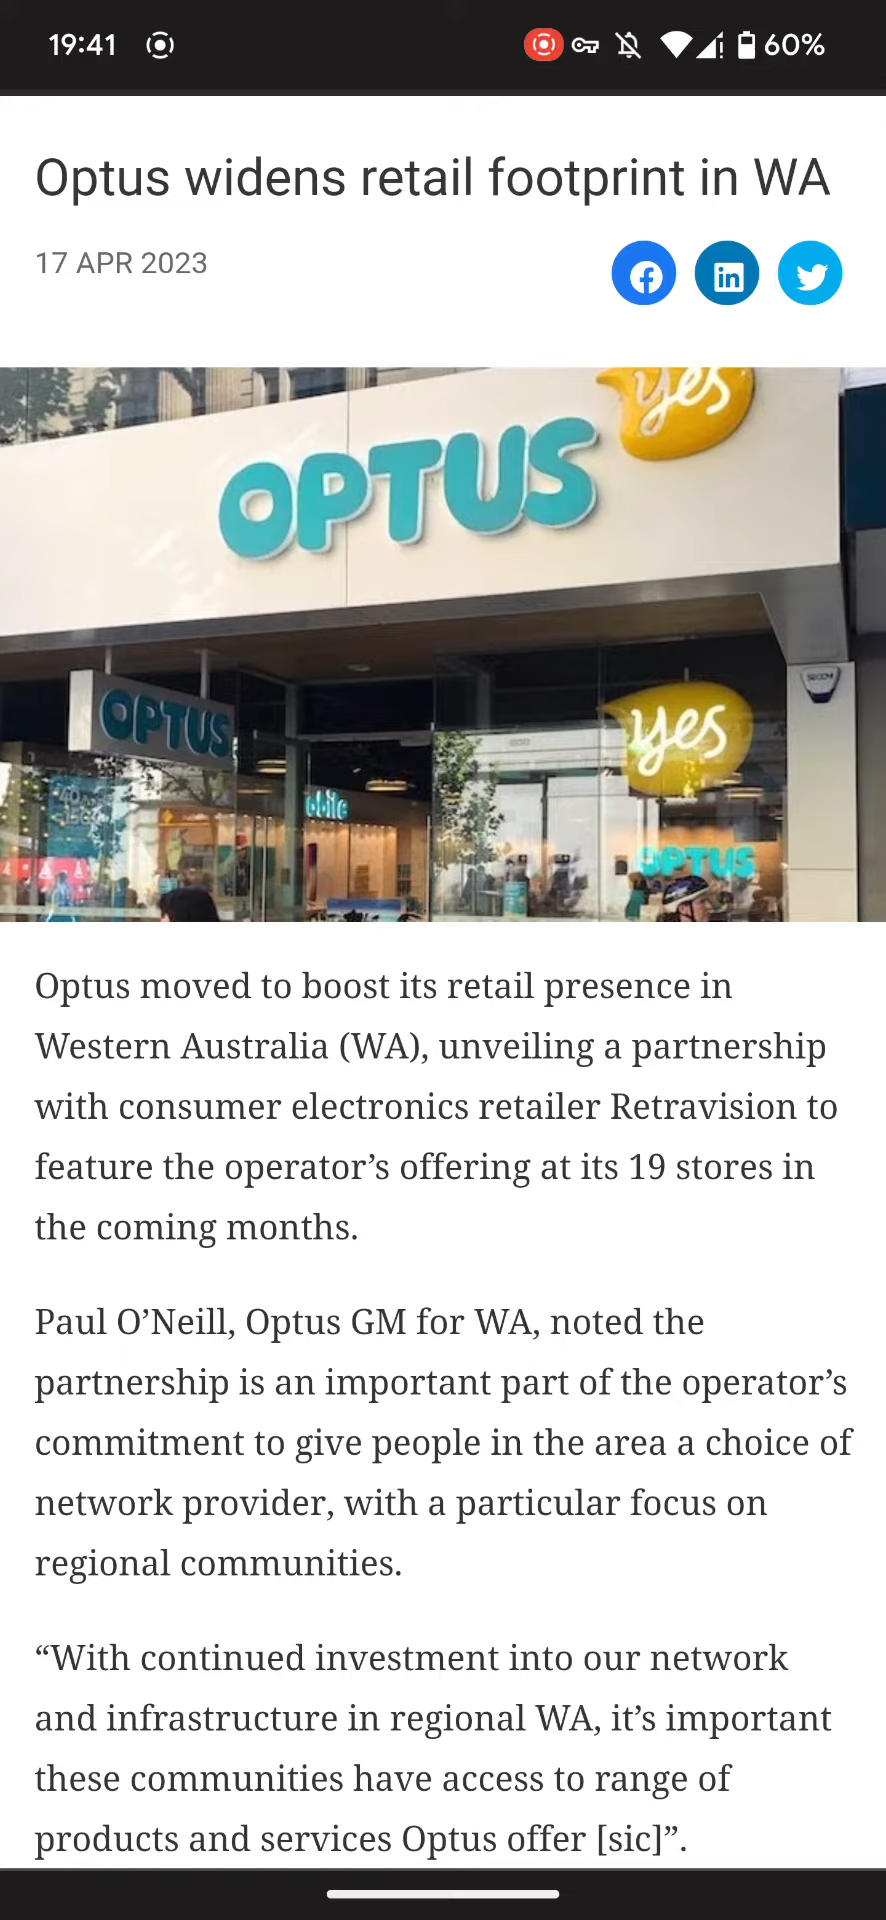 19:41
60%
Optus widens retail footprint in WA
17 APR 2023
yes
OPTUS
OPTUS
yes
OPTUS
Optus moved to boost its retail presence in
Western Australia (WA), unveiling a partnership
with consumer electronics retailer Retravision to
feature the operator’s offering at its 19 stores in
the coming months.
Paul O’Neill, Optus GM for WA, noted the
partnership is an important part of the operator’s
commitment to give people in the area a choice of
network provider, with a particular focus on
regional communities.
“With continued investment into our network
and infrastructure in regional WA, it’s important
these communities have access to range of
products and services Optus offer [sic]”.